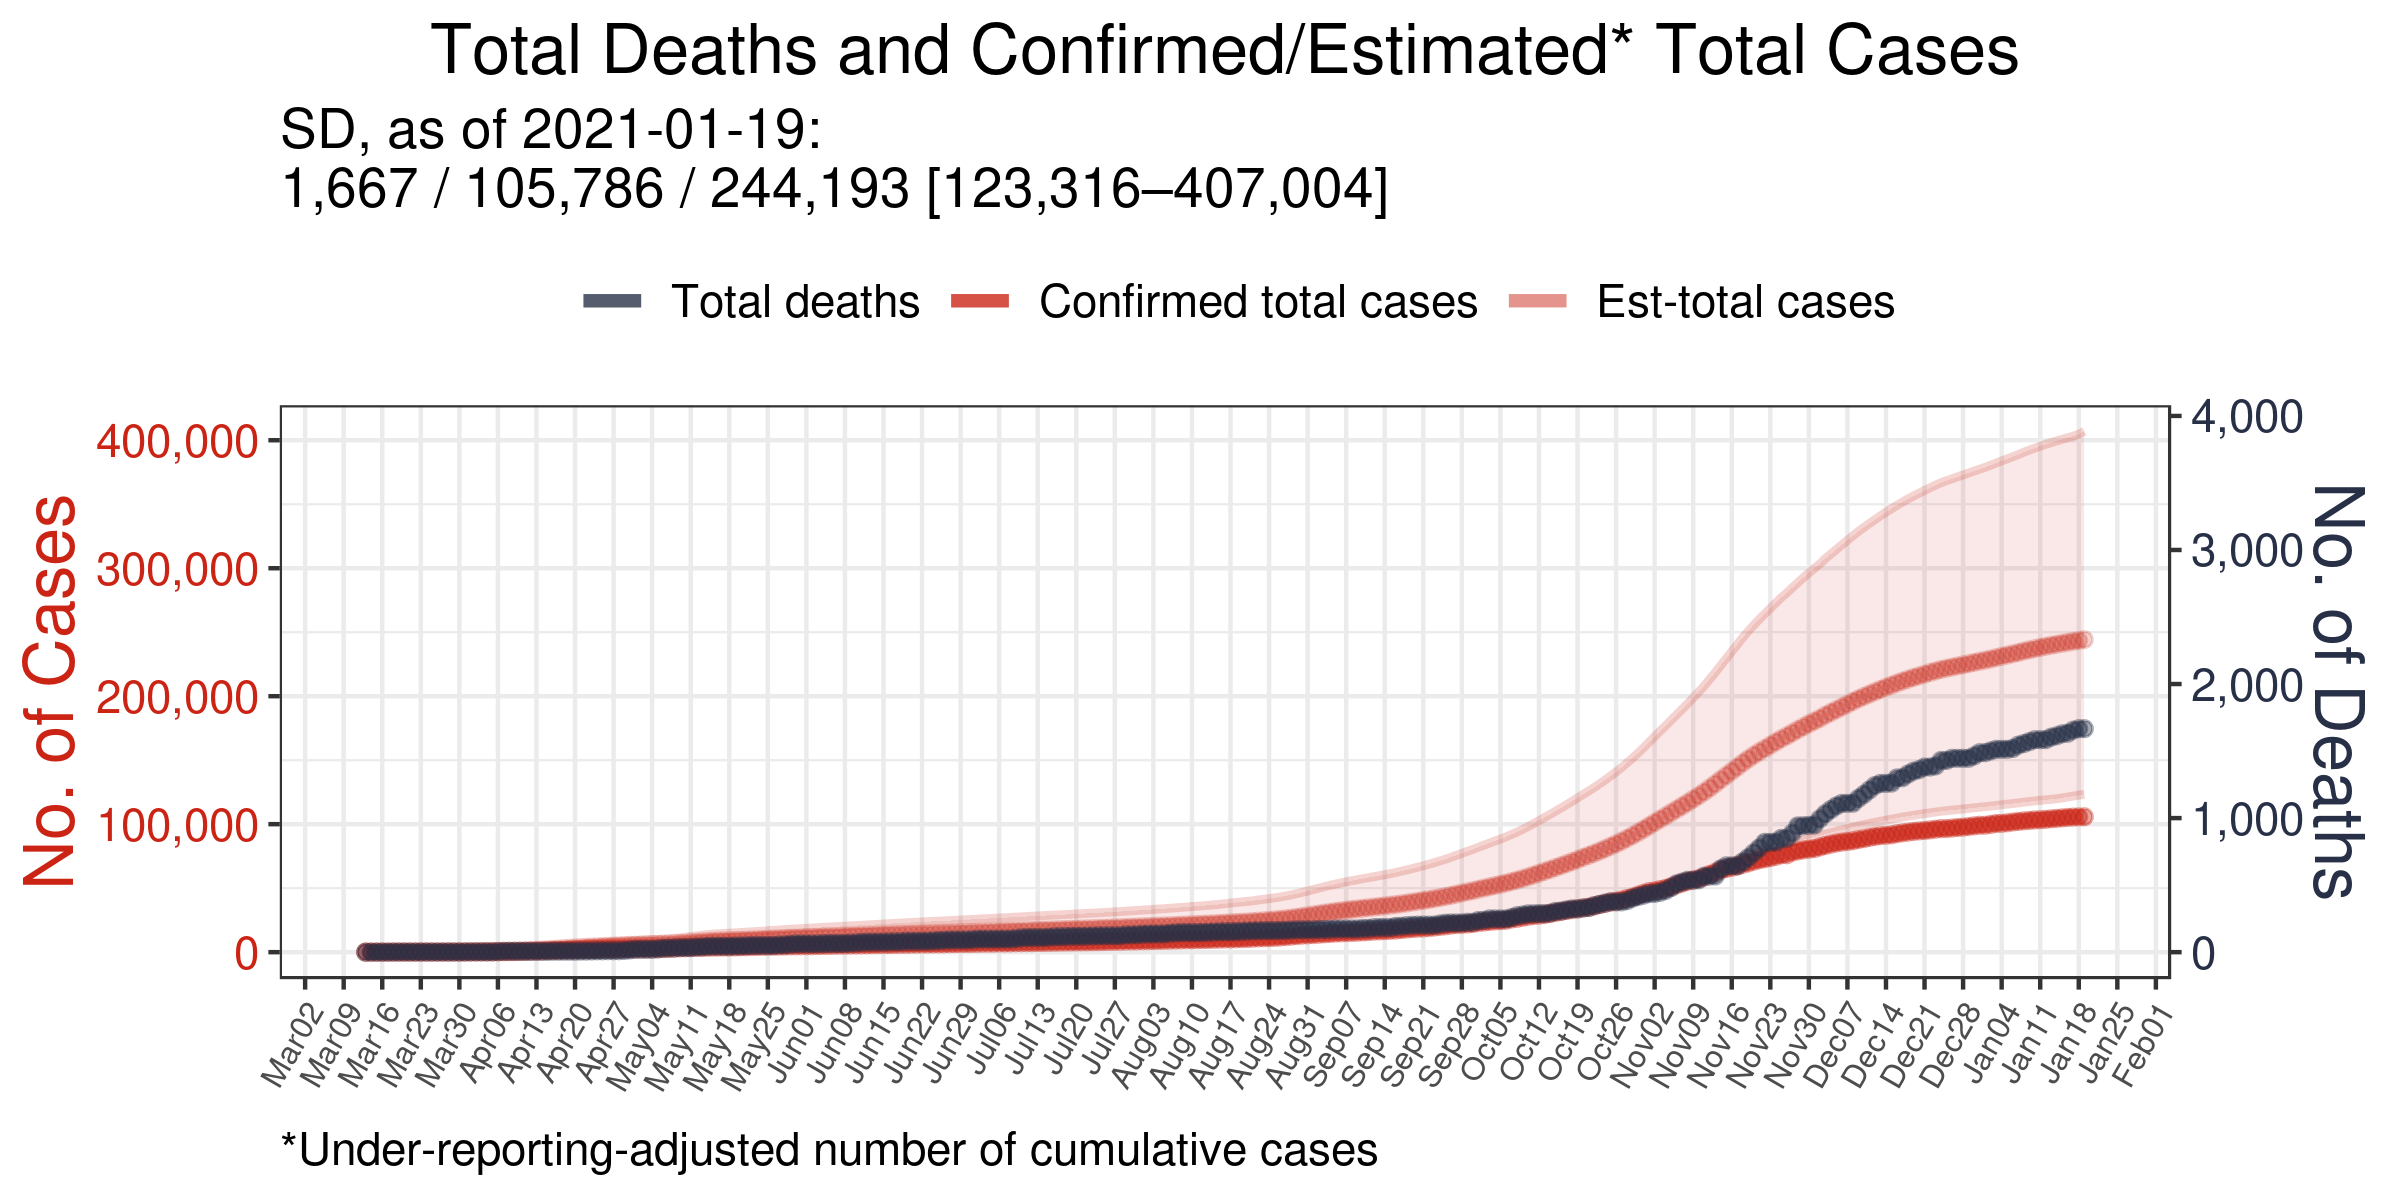 Total Deaths and Confirmed/Estimated* Total Cases
SD, as of 2021-01-19:
1,667 / 105,786 / 244,193 [123,316–407,004]
Total deaths
Confirmed total cases
Est-total cases
No. of Cases
400,000
300,000
200,000
100,000
0
4,000
3,000
2,000
1,000
0
No. of Deaths
Mar02
Mar09
Mar16
Mar23
Mar30
Apr06
Apr13
Apr20
Apr27
May04
May11
May18
May25
Jun01
Jun08
Jun15
Jun22
Jun29
Jul06
Jul13
Jul20
Jul27
Aug03
Aug10
Aug17
Aug24
Aug31
Sep07
Sep14
Sep21
Sep28
Oct05
Oct12
Oct19
Oct26
Nov02
Nov09
Nov16
Nov23
Nov30
Dec07
Dec14
Dec21
Dec28
Jan04
Jan11
Jan18
Jan25
Feb01
*Under-reporting-adjusted number of cumulative cases